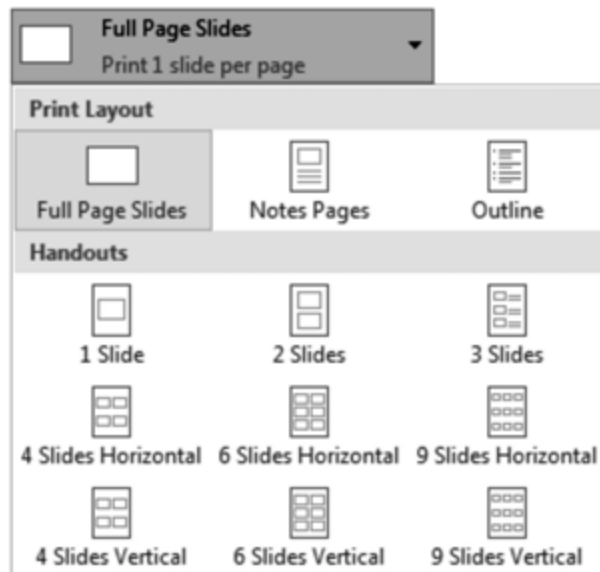 Full Page Slides
Print 1 slide per page
Print Layout
Full Page Slides Notes Pages Outline
Handouts
1 Slide 2 Slides 3 Slides
4 Slides Horizontal 6 Slides Horizontal 9 Slides Horizontal
4 Slides Vertical 6 Slides Vertical 9 Slides Vertical